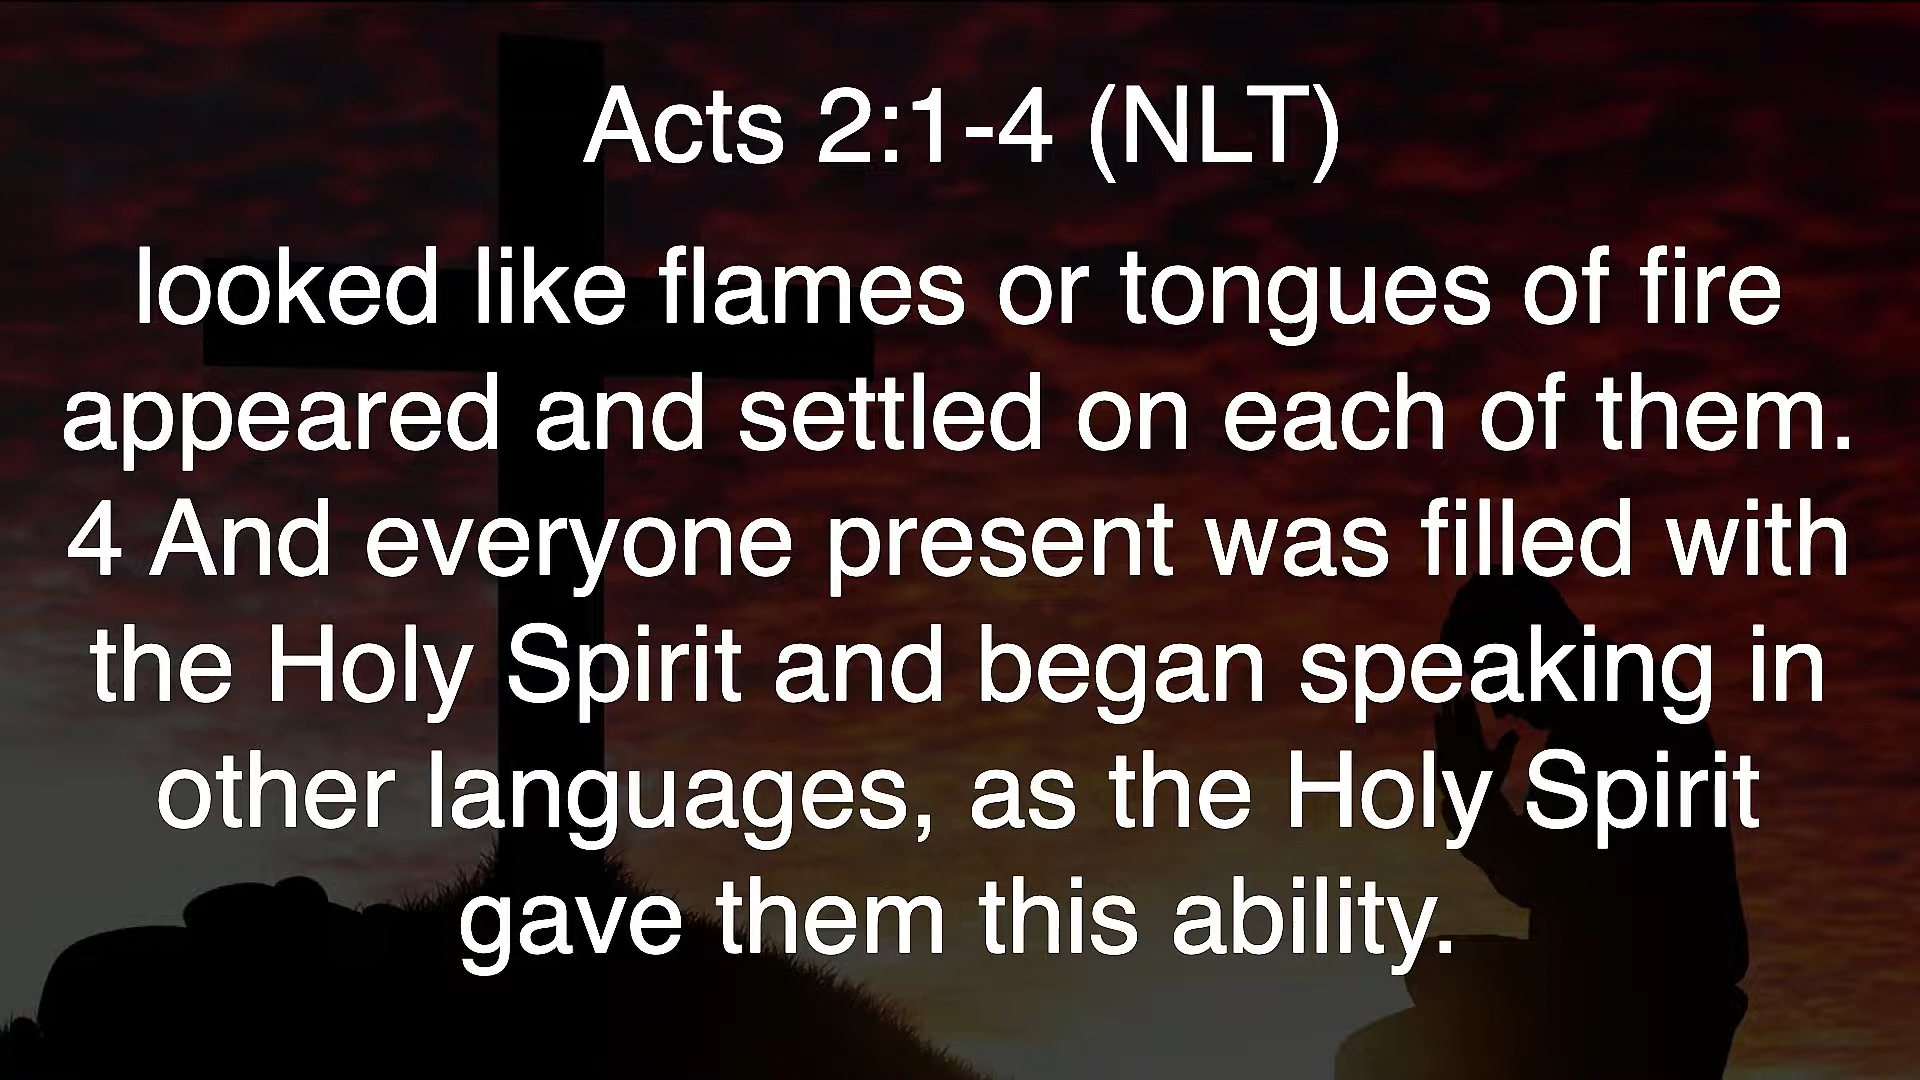 Acts 2:1-4 (NLT)
looked like flames or tongues of fire
appeared and settled on each of them.
4 And everyone present was filled with
the Holy Spirit and began speaking in
other languages, as the Holy Spirit
gave them this ability.